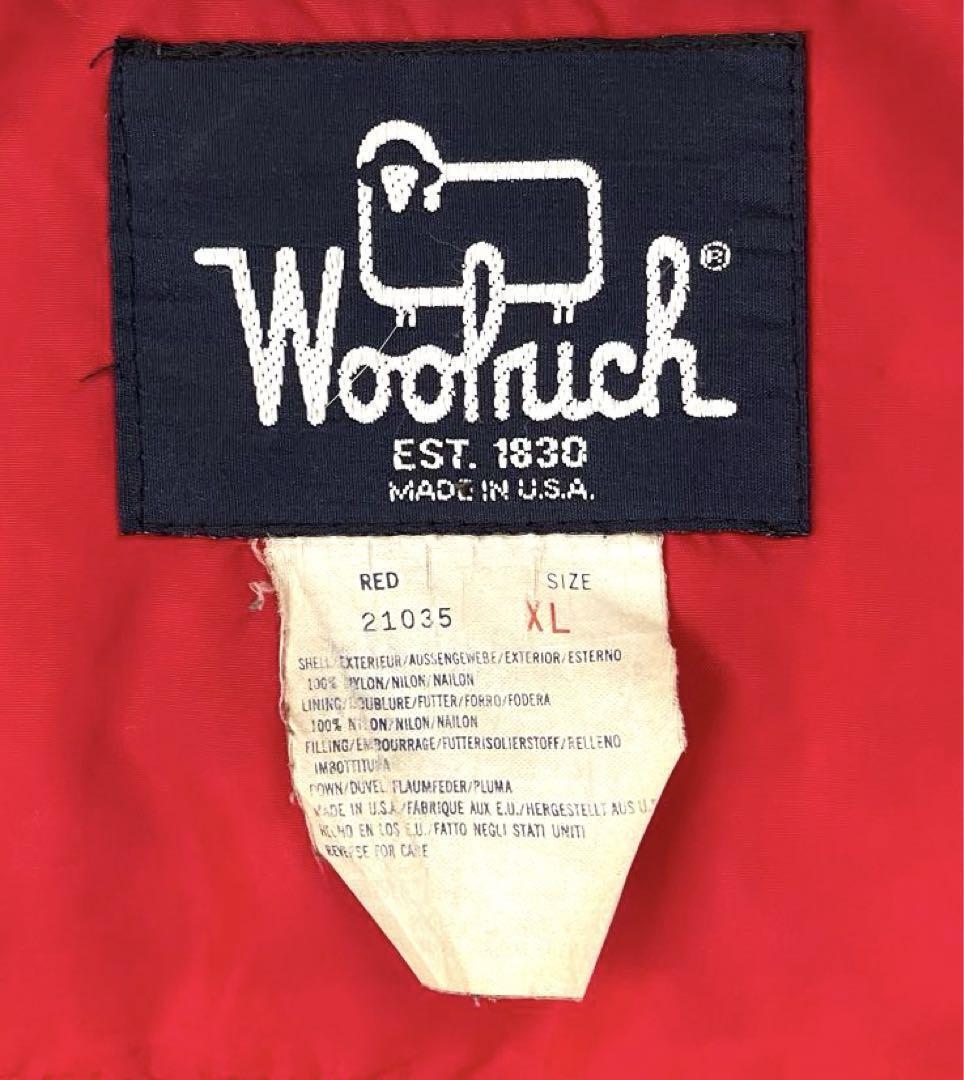 Woolrich®
EST. 1830
MADE IN U.S.A.
RED SIZE
21035 XL
SHELL/EXTERIEUR/AUSSENGEWEBE/EXTERIOR/ESTERNO
100% NYLON/NILON/NAILON
LINING/DOUBLURE/FUTTER/FORRO/FODERA
100% NYLON/NILON/NAILON
FILLING/EMBOURRAGE/FUTTERISOLIERSTOFF/RELLENO
IMBOTTITURA
DOWN/DUVET/FLAUMFEDER/PLUMA
MADE IN U.S.A./FABRIQUE AUX E.U./HERGESTELLT AUS U.
HECHO EN LOS E.U./FATTO NEGLI STATI UNITI
REVERSE FOR CARE